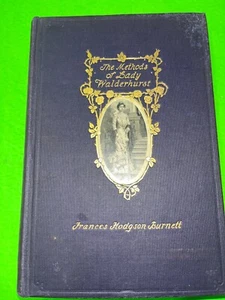 The Methods
of Lady
Walderhurst
Frances Hodgson Burnett